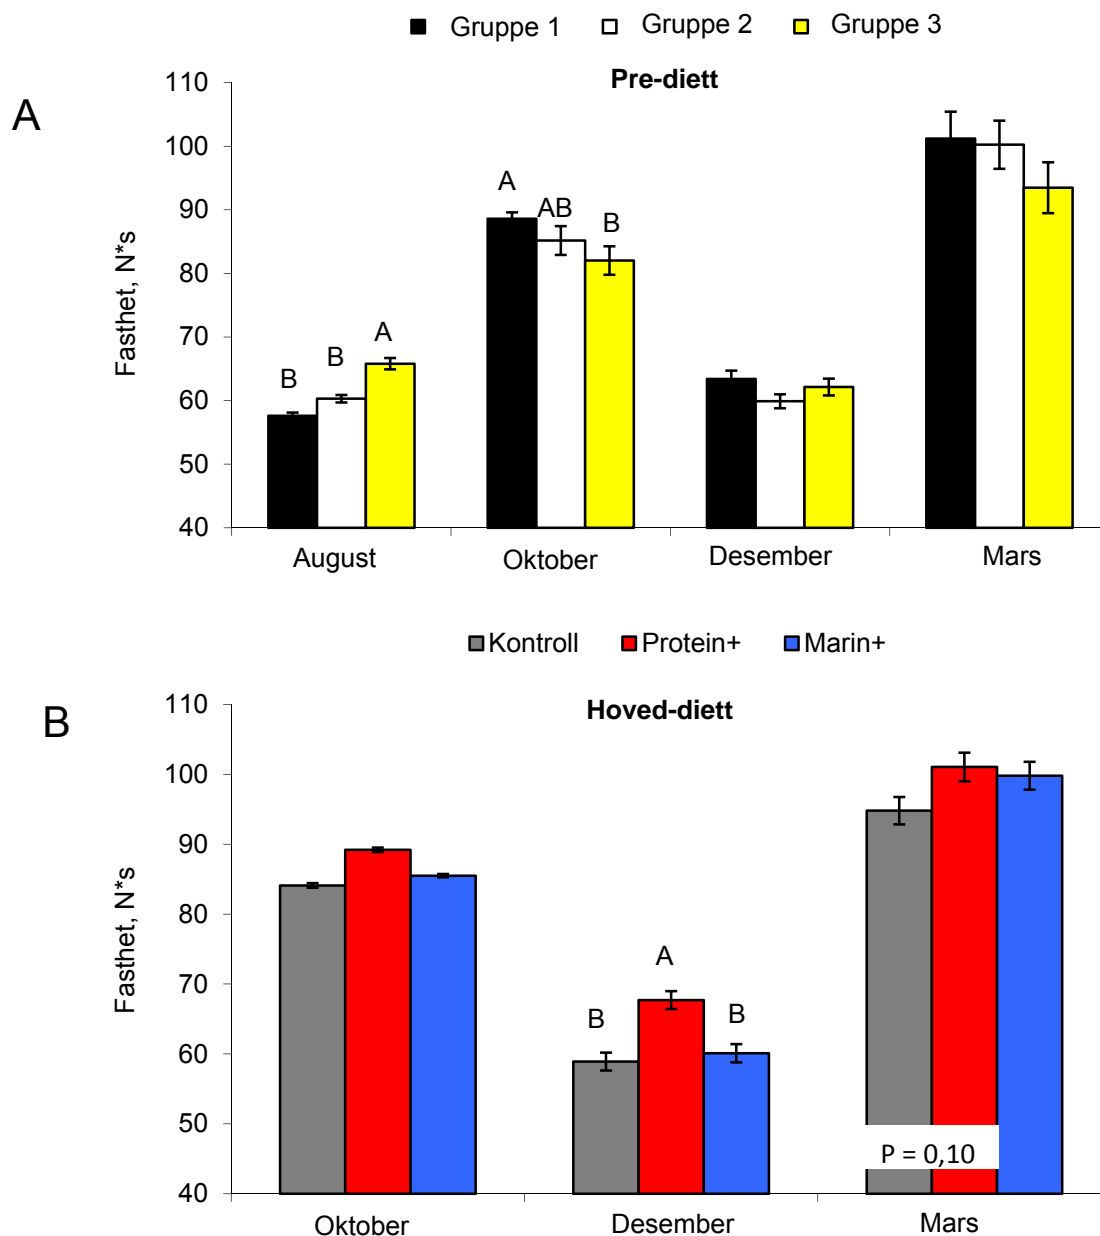 Gruppe 1 Gruppe 2 Gruppe 3
A
Pre-diett
Fasthet, N*s
110
100
90
80
70
60
50
40
B B A
A AB B
August Oktober Desember Mars
Kontroll Protein+ Marin+
B
Hoved-diett
Fasthet, N*s
110
100
90
80
70
60
50
40
B A B
P = 0,10
Oktober Desember Mars